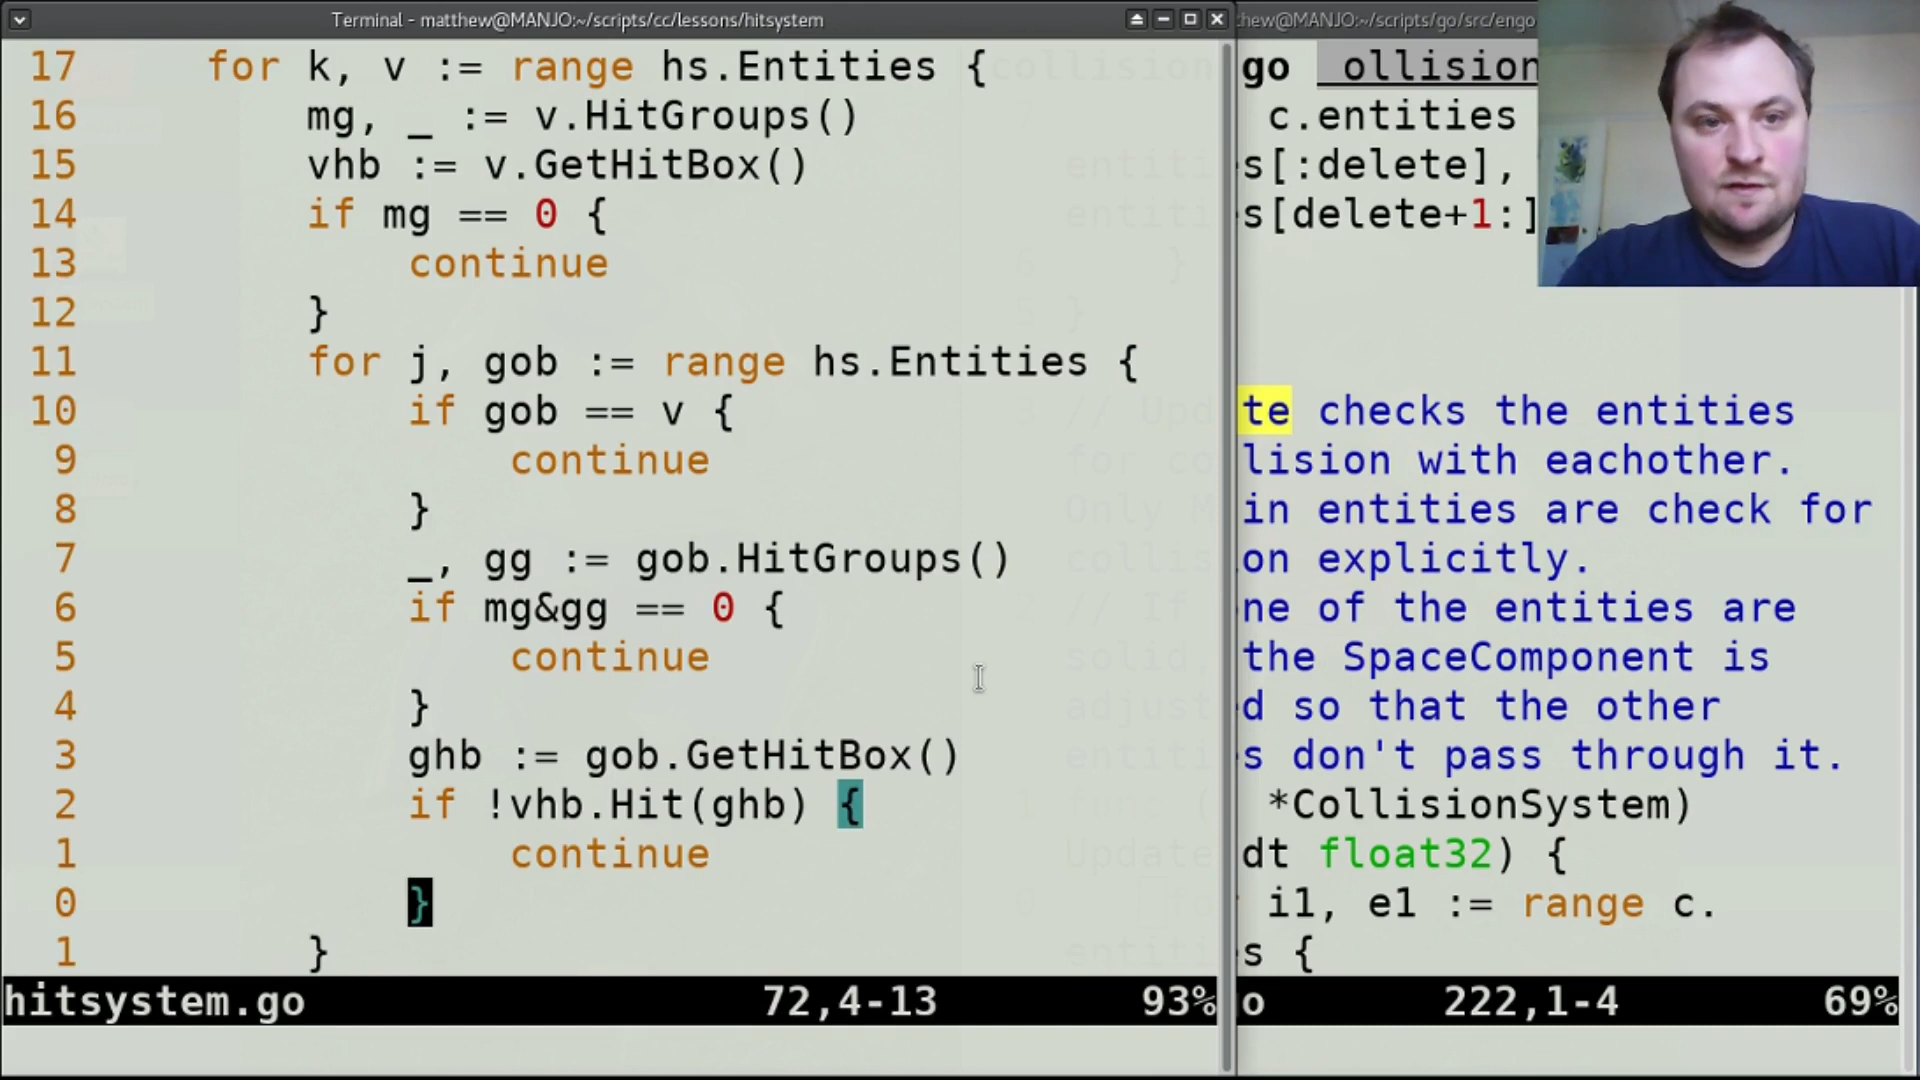 Terminal - matthew@MANJO:~/scripts/cc/lessons/hitsystem
17 for k, v := range hs.Entities {
16 mg, _ := v.HitGroups()
15 vhb := v.GetHitBox()
14 if mg == 0 {
13 continue
12 }
11 for j, gob := range hs.Entities {
10 if gob == v {
9 continue
8 }
7 _, gg := gob.HitGroups()
6 if mg&gg == 0 {
5 continue
4 }
3 ghb := gob.GetHitBox()
2 if !vhb.Hit(ghb) {
1 continue
0 }
1 }
hitsystem.go 72,4-13 93%
hew@MANJO:~/scripts/go/src/engo
go ollision
c.entities
s[:delete],
s[delete+1:]
te checks the entities
lision with eachother.
in entities are check for
on explicitly.
ne of the entities are
the SpaceComponent is
d so that the other
s don't pass through it.
*CollisionSystem)
dt float32) {
i1, e1 := range c.
s {
o 222,1-4 69%